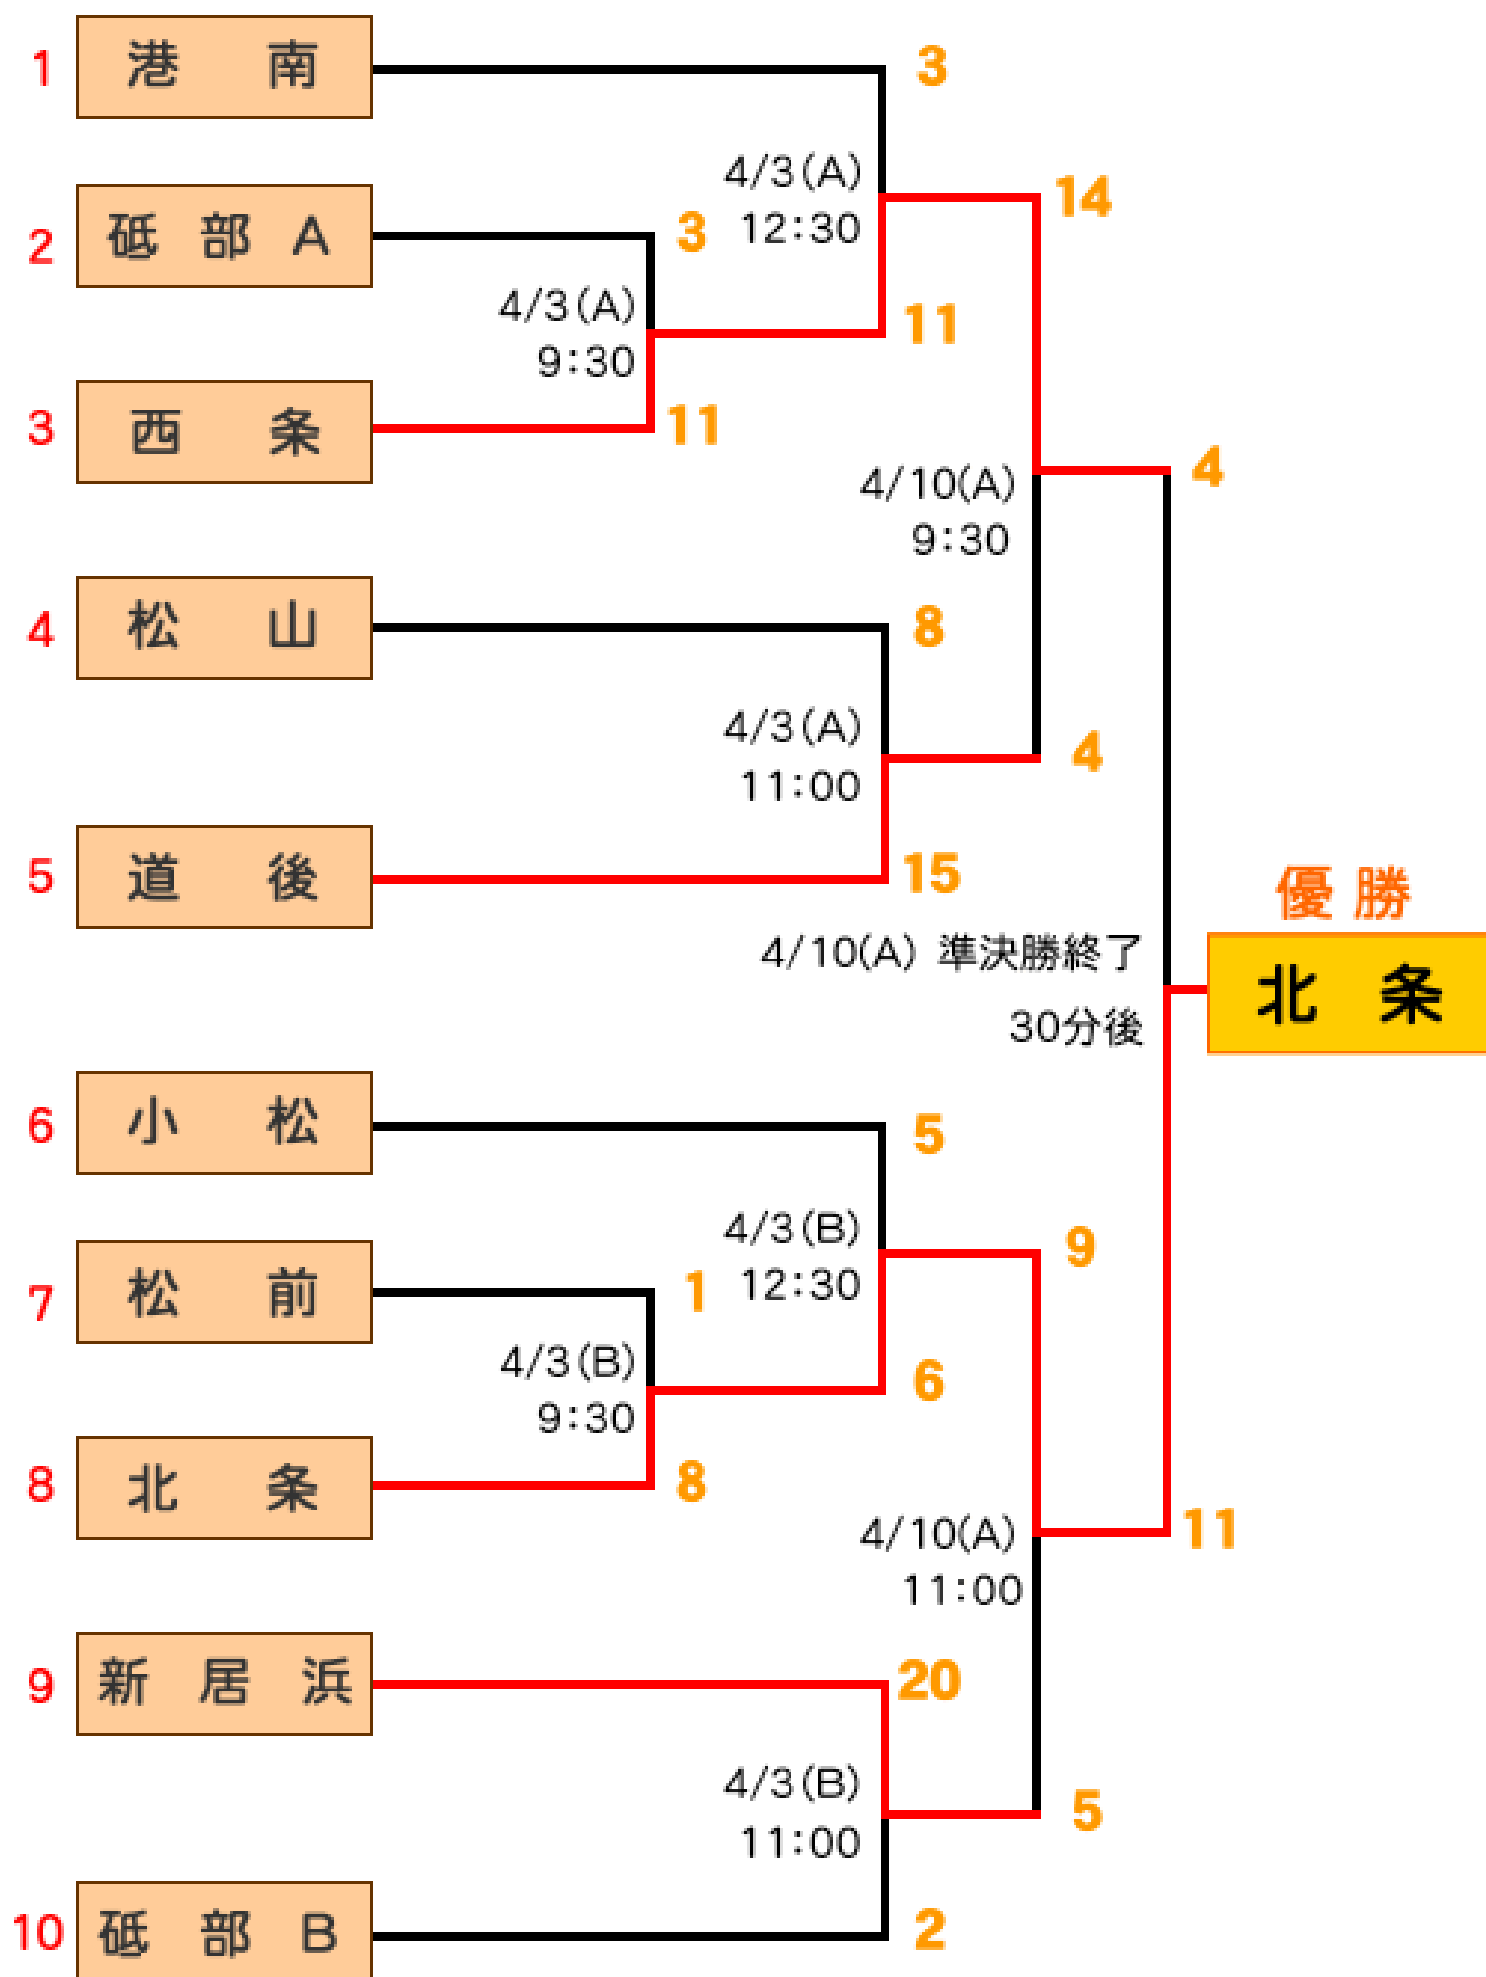 1 港 南 3
4/3(A)
12:30
14
2 砥 部 A 3
4/3(A)
9:30
11
3 西 条 11
4/10(A)
9:30
4
4 松 山 8
4/3(A)
11:00
4
5 道 後 15
優 勝
4/10(A) 準決勝終了
30分後
北 条
6 小 松 5
4/3(B)
12:30
9
7 松 前 1
4/3(B)
9:30
6
8 北 条 8
4/10(A)
11:00
11
9 新 居 浜 20
4/3(B)
11:00
5
10 砥 部 B 2